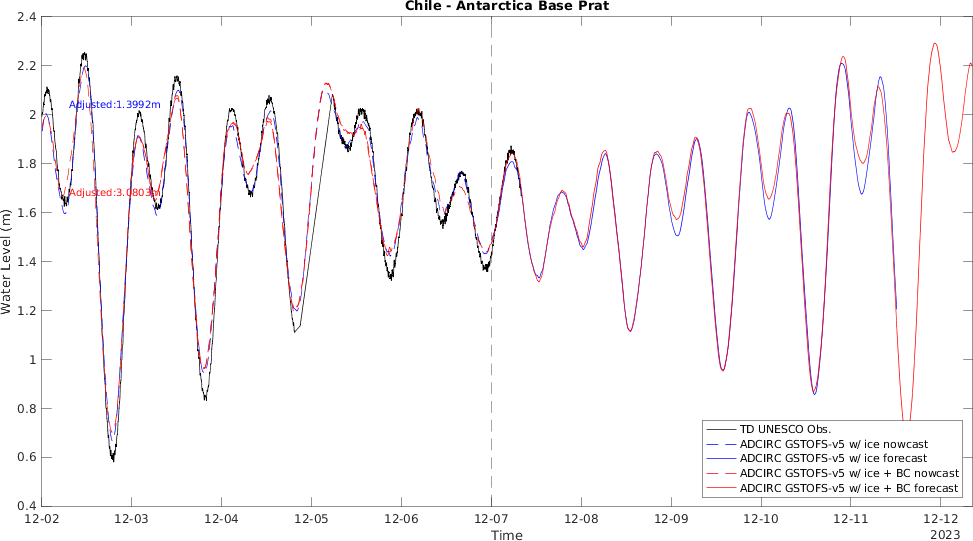 Chile - Antarctica Base Prat
2.4
2.2
2
1.8
1.6
1.4
1.2
1
0.8
0.6
0.4
Water Level (m)
Adjusted:1.3992m
Adjusted:3.0803m
TD UNESCO Obs.
ADCIRC GSTOFS-v5 w/ ice nowcast
ADCIRC GSTOFS-v5 w/ ice forecast
ADCIRC GSTOFS-v5 w/ ice + BC nowcast
ADCIRC GSTOFS-v5 w/ ice + BC forecast
12-02 12-03 12-04 12-05 12-06 12-07 12-08 12-09 12-10 12-11 12-12
Time
2023